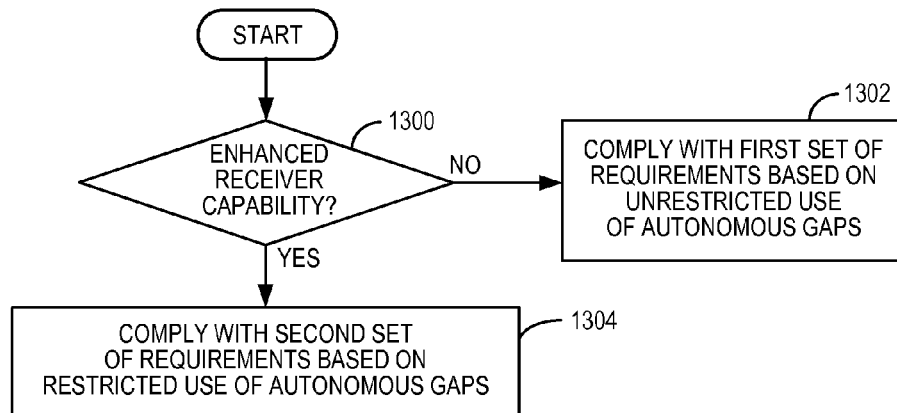 START
1300
ENHANCED
RECEIVER
CAPABILITY?
NO
YES
1302
COMPLY WITH FIRST SET OF
REQUIREMENTS BASED ON
UNRESTRICTED USE
OF AUTONOMOUS GAPS
1304
COMPLY WITH SECOND SET
OF REQUIREMENTS BASED ON
RESTRICTED USE OF AUTONOMOUS GAPS